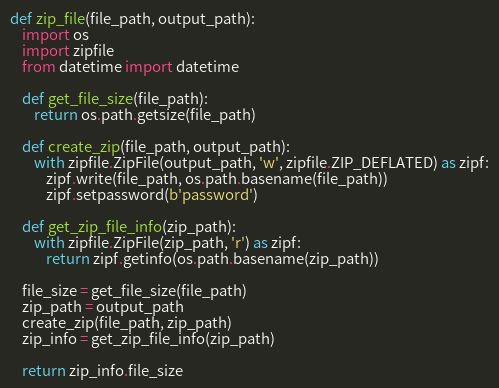 def zip_file(file_path, output_path):
    import os
    import zipfile
    from datetime import datetime

    def get_file_size(file_path):
        return os.path.getsize(file_path)

    def create_zip(file_path, output_path):
        with zipfile.ZipFile(output_path, 'w', zipfile.ZIP_DEFLATED) as zipf:
            zipf.write(file_path, os.path.basename(file_path))
            zipf.setpassword(b'password')

    def get_zip_file_info(zip_path):
        with zipfile.ZipFile(zip_path, 'r') as zipf:
            return zipf.getinfo(os.path.basename(zip_path))

    file_size = get_file_size(file_path)
    zip_path = output_path
    create_zip(file_path, zip_path)
    zip_info = get_zip_file_info(zip_path)

    return zip_info.file_size